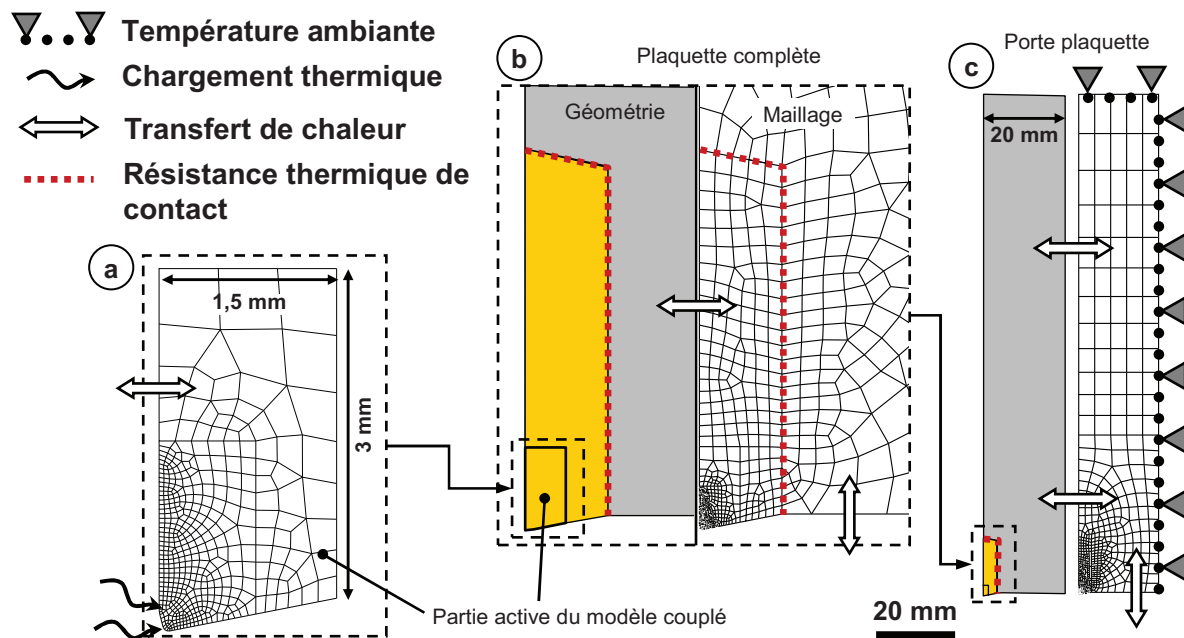 Température ambiante
Chargement thermique
Transfert de chaleur
Résistance thermique de
contact
a
1,5 mm
3 mm
b
Plaquette complète
Géométrie
Maillage
Partie active du modèle couplé
Porte plaquette
c
20 mm
20 mm